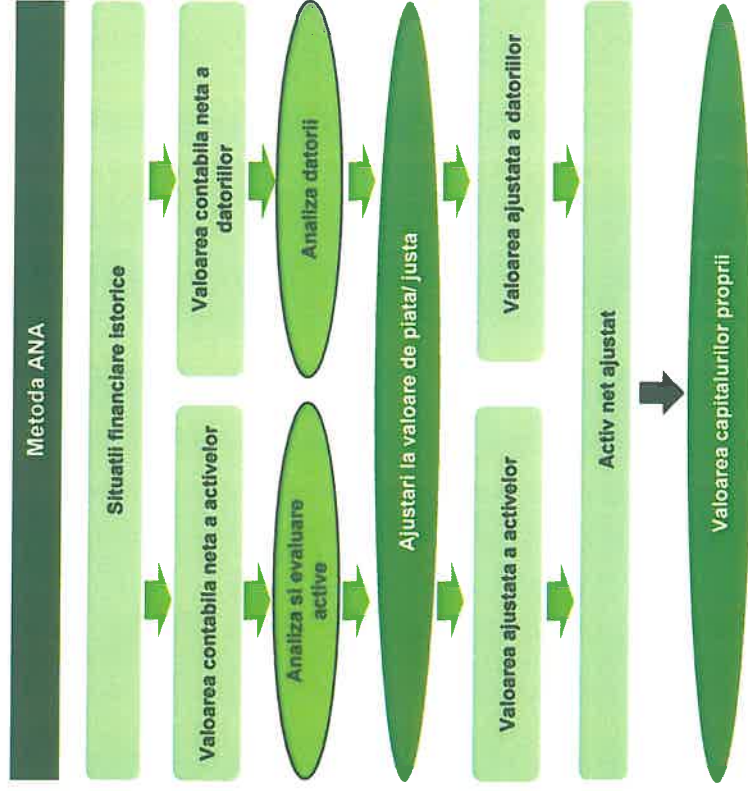 Metoda ANA
Situatii financiare istorice
Valoarea contabila neta a activelor
Valoarea contabila neta a
datoriilor
Analiza si evaluare
active
Analiza datorii
Ajustari la valoare de piata/ justa
Valoarea ajustata a activelor
Valoarea ajustata a datoriilor
Activ net ajustat
Valoarea capitalurilor proprii